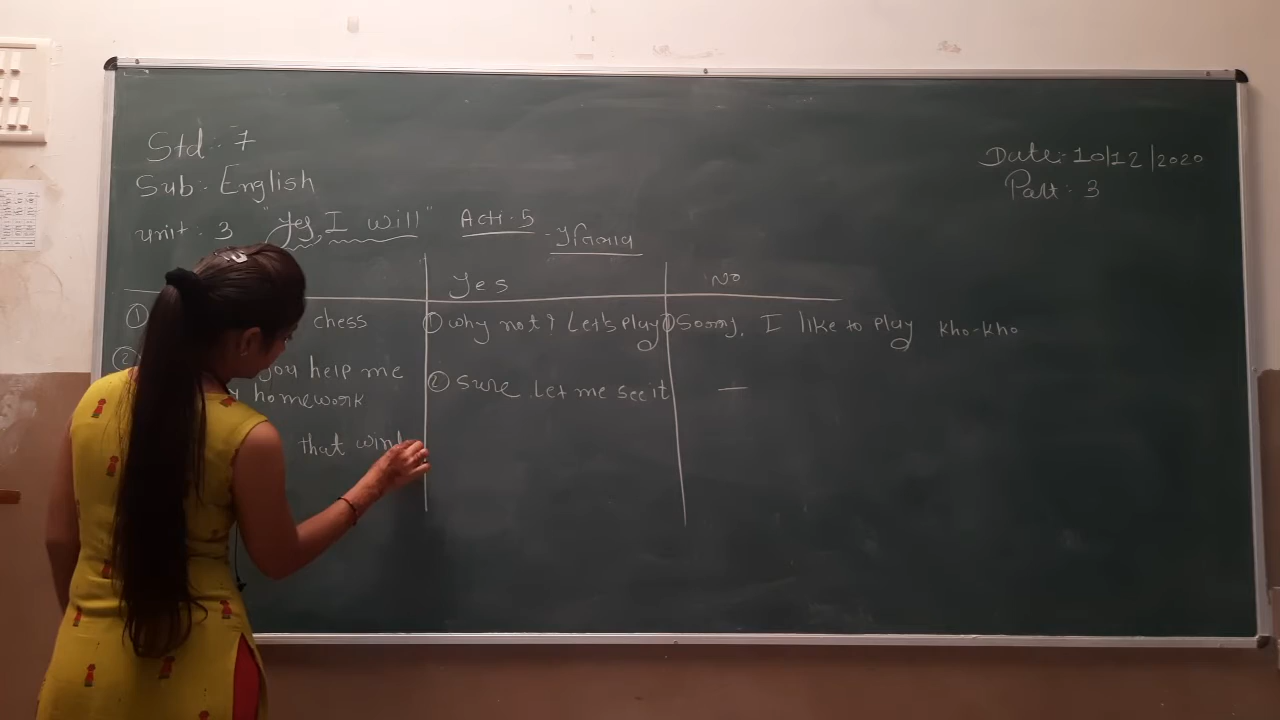 Std : 7
Date : 10/12/2020
Sub : English
Part : 3
Unit : 3 "Yes, I will" Acti. 5
Yes
No
① chess
① why not? Let's play
① Sorry, I like to play kho-kho
② you help me
homework
② Sure. Let me see it
—
that